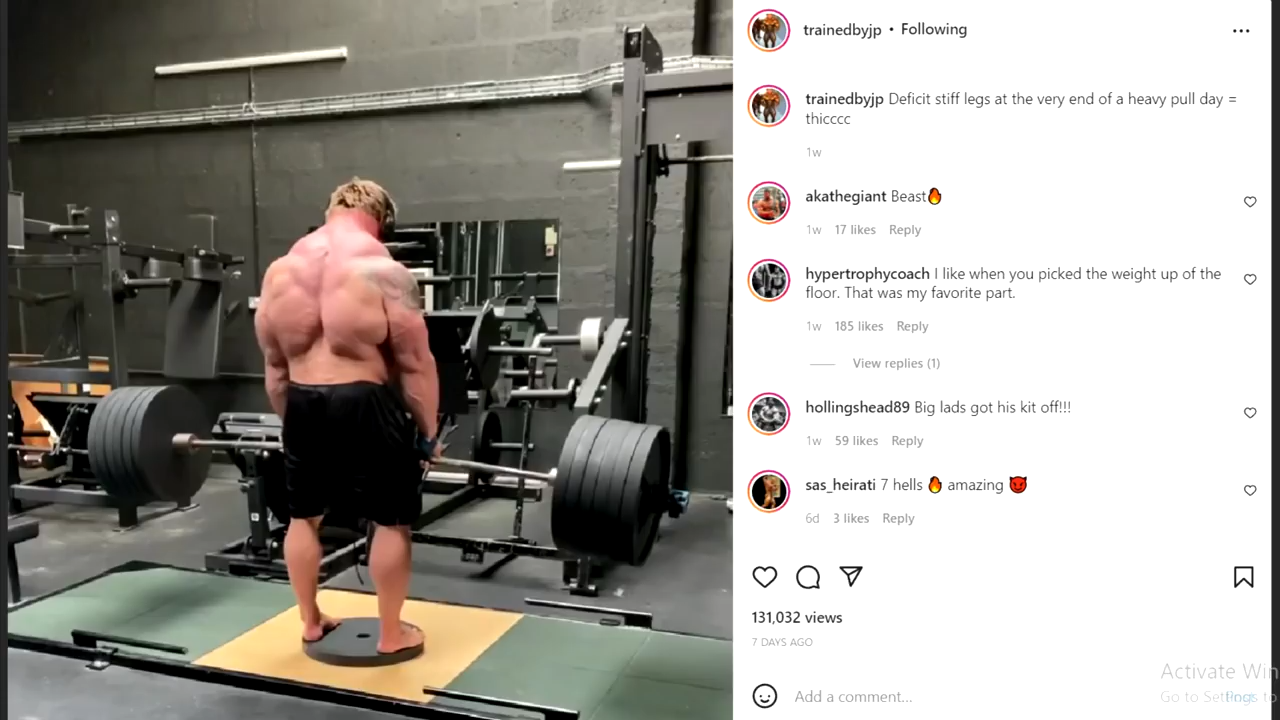 trainedbyjp • Following
trainedbyjp Deficit stiff legs at the very end of a heavy pull day =
thicccc
1w
akathegiant Beast🔥
1w 17 likes Reply
hypertrophycoach I like when you picked the weight up of the
floor. That was my favorite part.
1w 185 likes Reply
View replies (1)
hollingshead89 Big lads got his kit off!!!
1w 59 likes Reply
sas_heirati 7 hells 🔥 amazing 😈
6d 3 likes Reply
131,032 views
7 DAYS AGO
Activate Win
Go to Settings to
Add a comment...